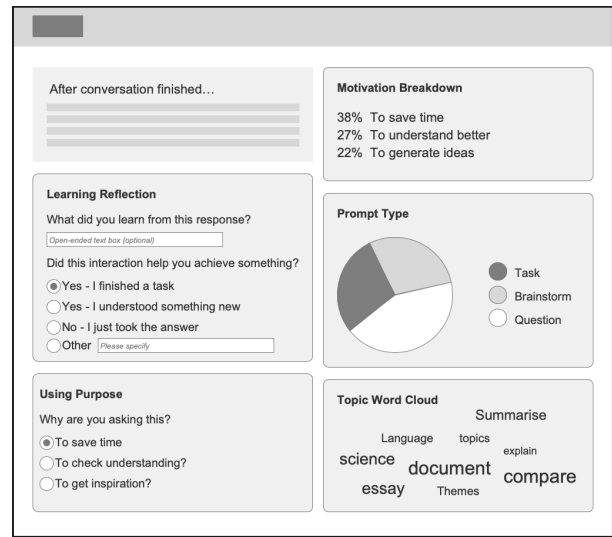 After conversation finished…
Learning Reflection
What did you learn from this response?
Open-ended text box (optional)
Did this interaction help you achieve something?
Yes - I finished a task
Yes - I understood something new
No - I just took the answer
Other Please specify
Using Purpose
Why are you asking this?
To save time
To check understanding?
To get inspiration?
Motivation Breakdown
38% To save time
27% To understand better
22% To generate ideas
Prompt Type
Task
Brainstorm
Question
Topic Word Cloud
Summarise
Language topics
explain
science
document
compare
essay
Themes